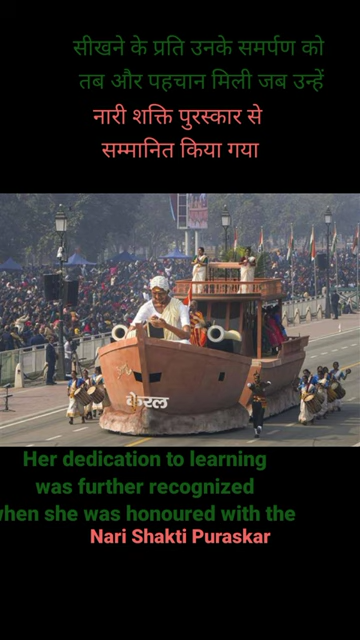 सीखने के प्रति उनके समर्पण को
तब और पहचान मिली जब उन्हें
नारी शक्ति पुरस्कार से
सम्मानित किया गया
केरल
Her dedication to learning
was further recognized
when she was honoured with the
Nari Shakti Puraskar